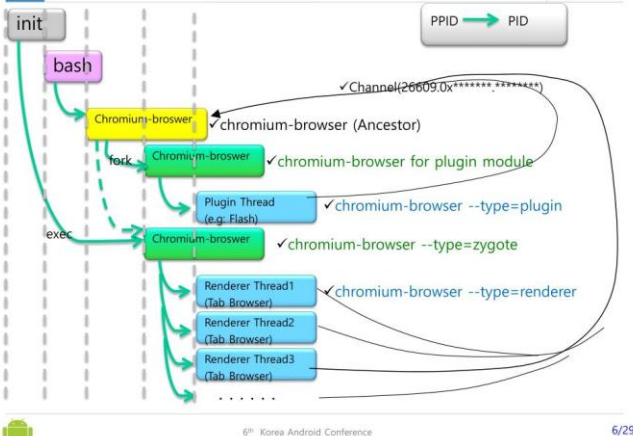 init
PPID PID
bash
✓Channel(26609.0x*******.********)
Chromium-broswer
✓chromium-browser (Ancestor)
fork
Chromium-broswer
✓chromium-browser for plugin module
Plugin Thread
(e.g: Flash)
✓chromium-browser --type=plugin
exec
Chromium-broswer
✓chromium-browser --type=zygote
Renderer Thread1
(Tab Browser)
✓chromium-browser --type=renderer
Renderer Thread2
(Tab Browser)
Renderer Thread3
(Tab Browser)
. . . . . .
6th Korea Android Conference
6/29